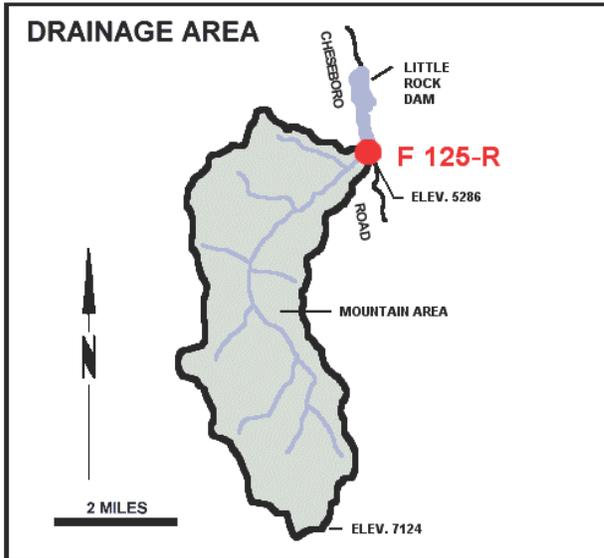 DRAINAGE AREA
CHESEBORO
LITTLE
ROCK
DAM
F 125-R
ELEV. 5286
ROAD
MOUNTAIN AREA
N
2 MILES
ELEV. 7124